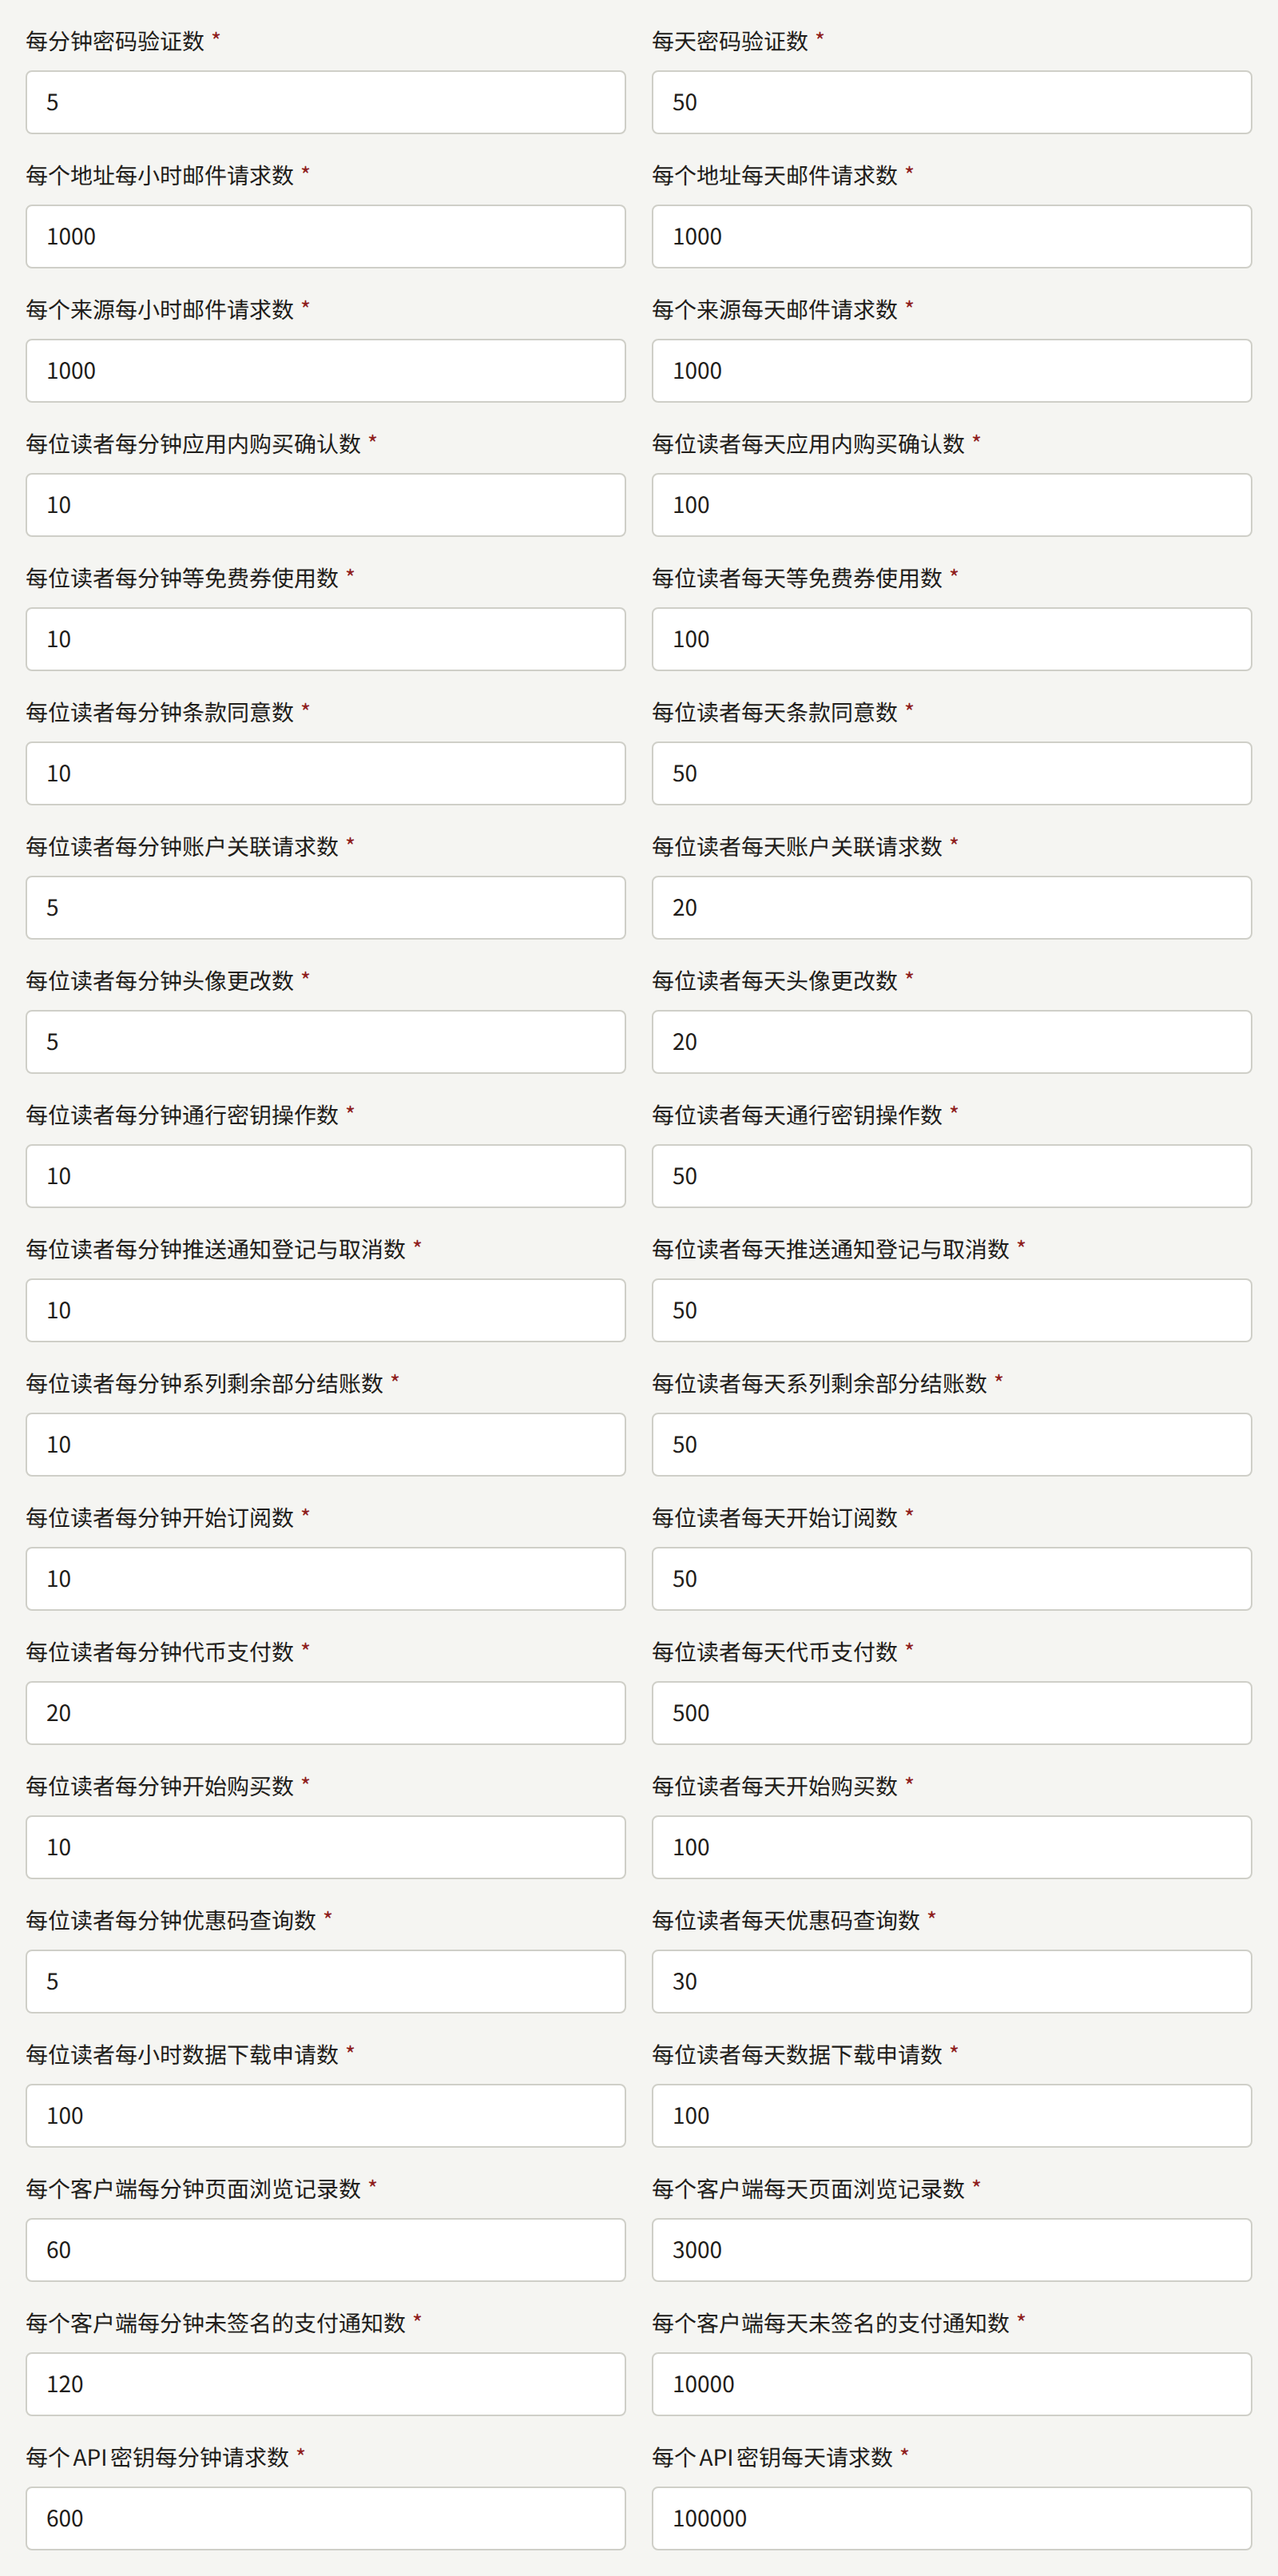 每分钟密码验证数 *
每天密码验证数 *
5
50
每个地址每小时邮件请求数 *
每个地址每天邮件请求数 *
1000
1000
每个来源每小时邮件请求数 *
每个来源每天邮件请求数 *
1000
1000
每位读者每分钟应用内购买确认数 *
每位读者每天应用内购买确认数 *
10
100
每位读者每分钟等免费券使用数 *
每位读者每天等免费券使用数 *
10
100
每位读者每分钟条款同意数 *
每位读者每天条款同意数 *
10
50
每位读者每分钟账户关联请求数 *
每位读者每天账户关联请求数 *
5
20
每位读者每分钟头像更改数 *
每位读者每天头像更改数 *
5
20
每位读者每分钟通行密钥操作数 *
每位读者每天通行密钥操作数 *
10
50
每位读者每分钟推送通知登记与取消数 *
每位读者每天推送通知登记与取消数 *
10
50
每位读者每分钟系列剩余部分结账数 *
每位读者每天系列剩余部分结账数 *
10
50
每位读者每分钟开始订阅数 *
每位读者每天开始订阅数 *
10
50
每位读者每分钟代币支付数 *
每位读者每天代币支付数 *
20
500
每位读者每分钟开始购买数 *
每位读者每天开始购买数 *
10
100
每位读者每分钟优惠码查询数 *
每位读者每天优惠码查询数 *
5
30
每位读者每小时数据下载申请数 *
每位读者每天数据下载申请数 *
100
100
每个客户端每分钟页面浏览记录数 *
每个客户端每天页面浏览记录数 *
60
3000
每个客户端每分钟未签名的支付通知数 *
每个客户端每天未签名的支付通知数 *
120
10000
每个 API 密钥每分钟请求数 *
每个 API 密钥每天请求数 *
600
100000